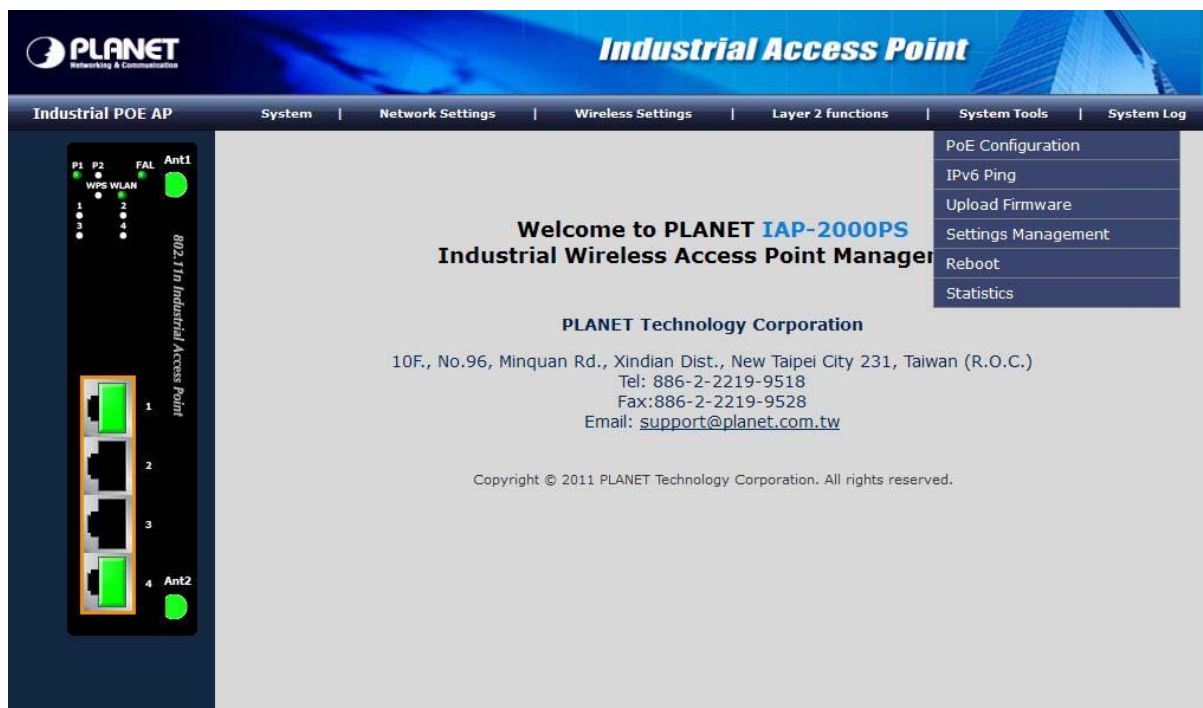 PLANET
Networking & Communication
Industrial Access Point
Industrial POE AP
System | Network Settings | Wireless Settings | Layer 2 functions | System Tools | System Log
PoE Configuration
IPv6 Ping
Upload Firmware
Settings Management
Reboot
Statistics
P1 P2 FAL Ant1
WPS WLAN
1 2
3 4
802.11n Industrial Access Point
1
2
3
4 Ant2
Welcome to PLANET IAP-2000PS
Industrial Wireless Access Point Manager
PLANET Technology Corporation
10F., No.96, Minquan Rd., Xindian Dist., New Taipei City 231, Taiwan (R.O.C.)
Tel: 886-2-2219-9518
Fax:886-2-2219-9528
Email: support@planet.com.tw
Copyright © 2011 PLANET Technology Corporation. All rights reserved.